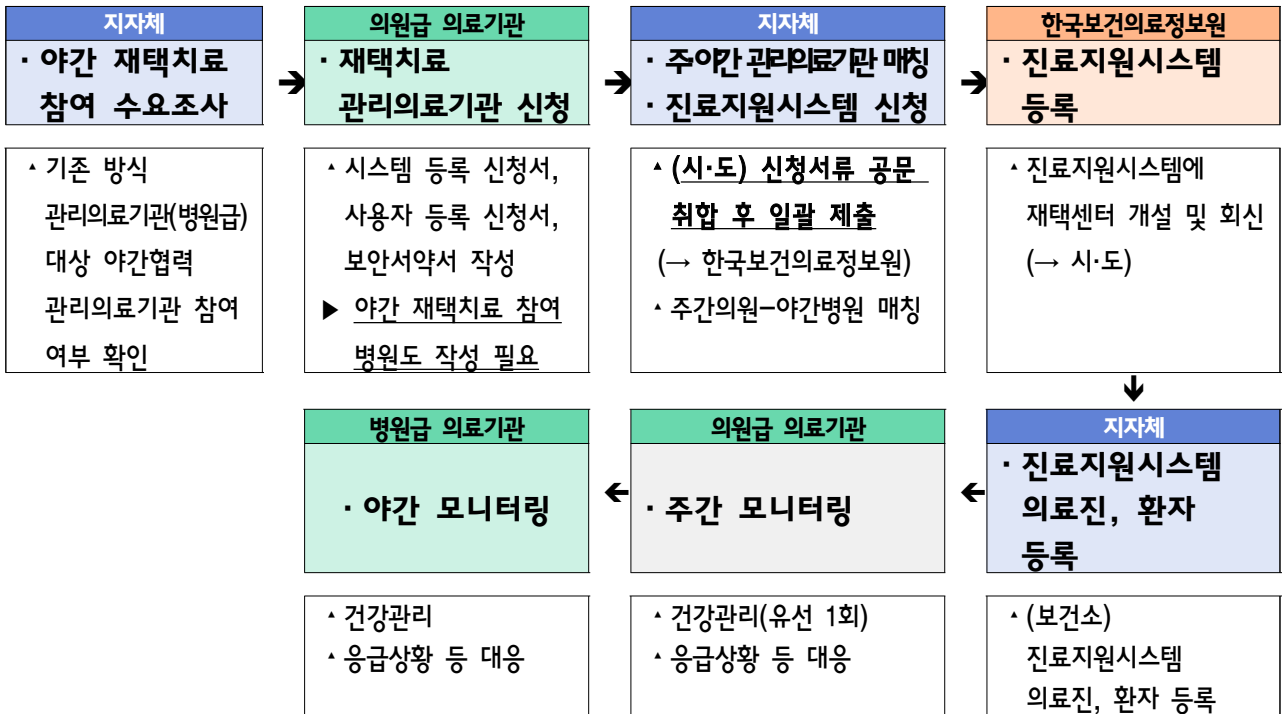 지자체
· 야간 재택치료
참여 수요조사
➔
의원급 의료기관
· 재택치료
관리의료기관 신청
➔
지자체
· 주·야간 관리의료기관 매칭
· 진료지원시스템 신청
➔
한국보건의료정보원
· 진료지원시스템
등록
▴ 기존 방식
관리의료기관(병원급)
대상 야간협력
관리의료기관 참여
여부 확인
▴ 시스템 등록 신청서,
사용자 등록 신청서,
보안서약서 작성
▶ 야간 재택치료 참여
병원도 작성 필요
▴ (시·도) 신청서류 공문
취합 후 일괄 제출
(→ 한국보건의료정보원)
▴ 주간의원-야간병원 매칭
▴ 진료지원시스템에
재택센터 개설 및 회신
(→ 시·도)
지자체
· 진료지원시스템
의료진, 환자
등록
▴ (보건소)
진료지원시스템
의료진, 환자 등록
의원급 의료기관
· 주간 모니터링
▴ 건강관리(유선 1회)
▴ 응급상황 등 대응
병원급 의료기관
· 야간 모니터링
▴ 건강관리
▴ 응급상황 등 대응